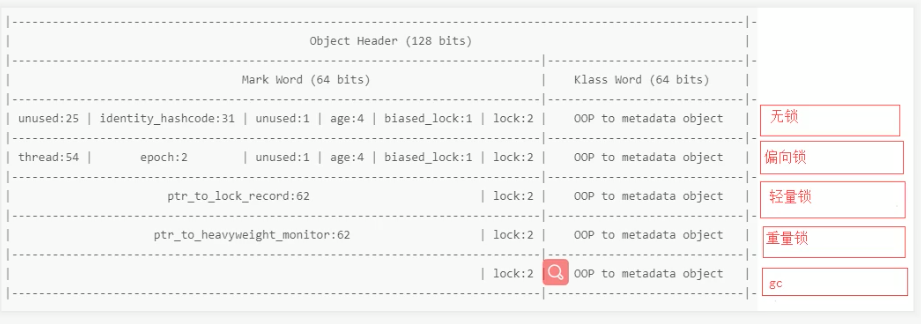 Object Header (128 bits)
Mark Word (64 bits) | Klass Word (64 bits)
unused:25 | identity_hashcode:31 | unused:1 | age:4 | biased_lock:1 | lock:2 | OOP to metadata object | 无锁
thread:54 | epoch:2 | unused:1 | age:4 | biased_lock:1 | lock:2 | OOP to metadata object | 偏向锁
ptr_to_lock_record:62 | lock:2 | OOP to metadata object | 轻量锁
ptr_to_heavyweight_monitor:62 | lock:2 | OOP to metadata object | 重量锁
| lock:2 | OOP to metadata object | gc